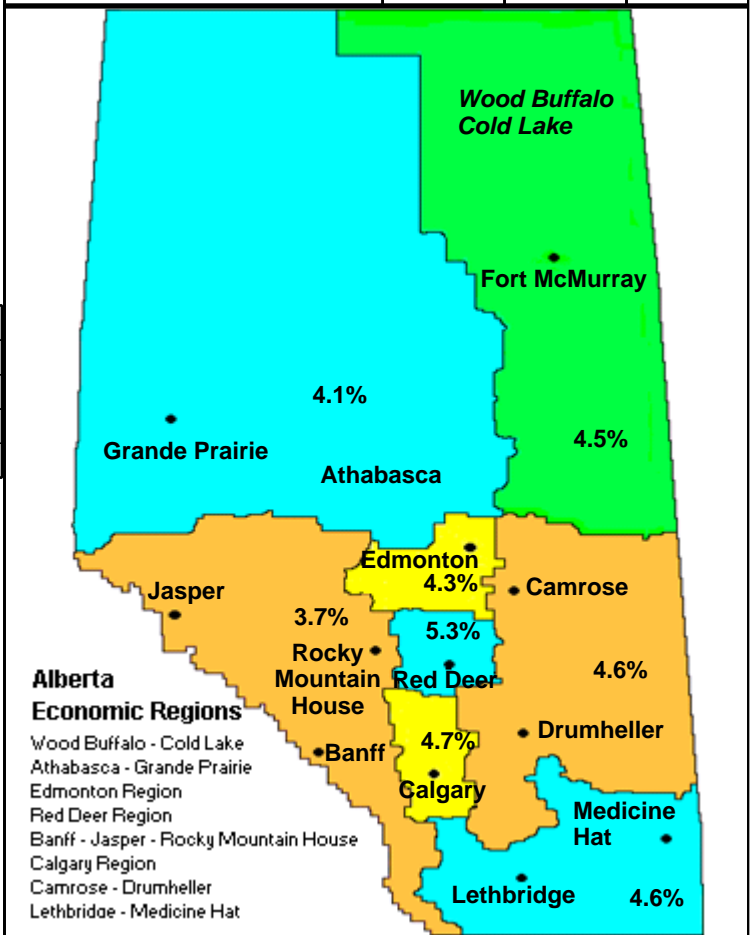 Wood Buffalo
Cold Lake
Fort McMurray
4.1%
4.5%
Grande Prairie
Athabasca
Edmonton
4.3%
Camrose
Jasper
3.7%
5.3%
Rocky
Mountain
House
Red Deer
4.6%
Drumheller
4.7%
Banff
Calgary
Medicine
Hat
Lethbridge
4.6%
Alberta
Economic Regions
Wood Buffalo - Cold Lake
Athabasca - Grande Prairie
Edmonton Region
Red Deer Region
Banff - Jasper - Rocky Mountain House
Calgary Region
Camrose - Drumheller
Lethbridge - Medicine Hat